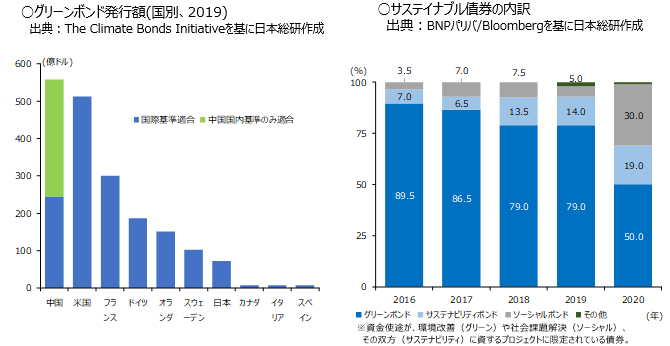 ○グリーンボンド発行額(国別、2019)
出典：The Climate Bonds Initiativeを基に日本総研作成
(億ドル)
600
500
400
300
200
100
0
国際基準適合
中国国内基準のみ適合
中国
米国
フランス
ドイツ
オランダ
スウェーデン
日本
カナダ
イタリア
スペイン
○サステイナブル債券の内訳
出典：BNPパリバ/Bloombergを基に日本総研作成
(%)
100
75
50
25
0
3.5
7.0
7.5
5.0
7.0
6.5
13.5
14.0
30.0
19.0
89.5
86.5
79.0
79.0
50.0
2016
2017
2018
2019
2020
(年)
グリーンボンド
サステナビリティボンド
ソーシャルボンド
その他
※資金使途が、環境改善（グリーン）や社会課題解決（ソーシャル）、
その双方（サステナビリティ）に資するプロジェクトに限定されている債券。